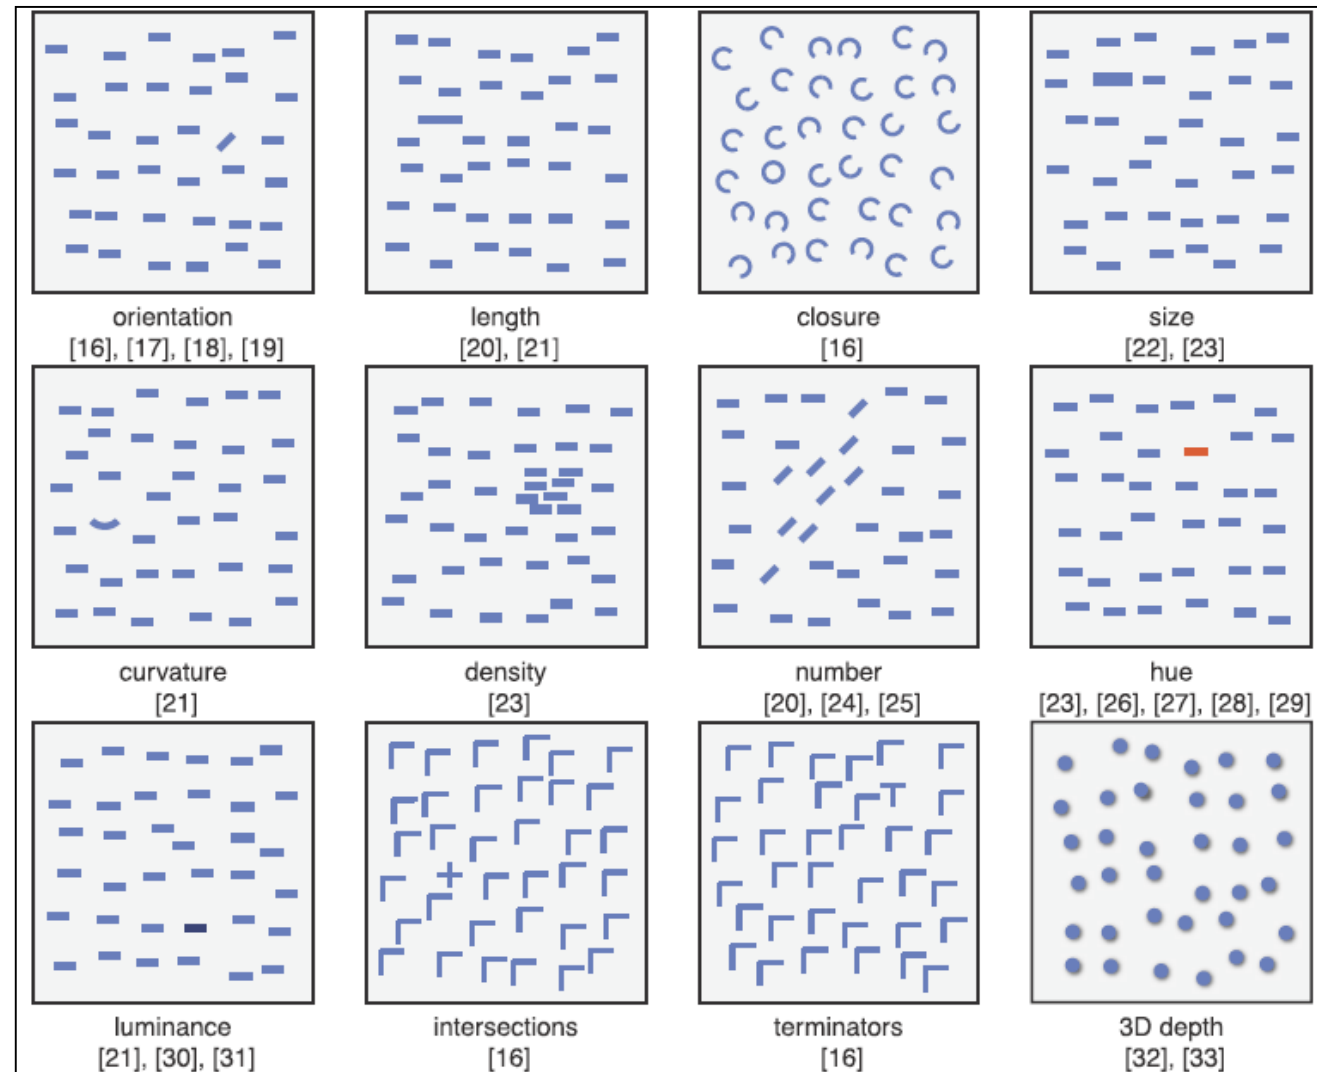 orientation
[16], [17], [18], [19]
length
[20], [21]
closure
[16]
size
[22], [23]
curvature
[21]
density
[23]
number
[20], [24], [25]
hue
[23], [26], [27], [28], [29]
luminance
[21], [30], [31]
intersections
[16]
terminators
[16]
3D depth
[32], [33]